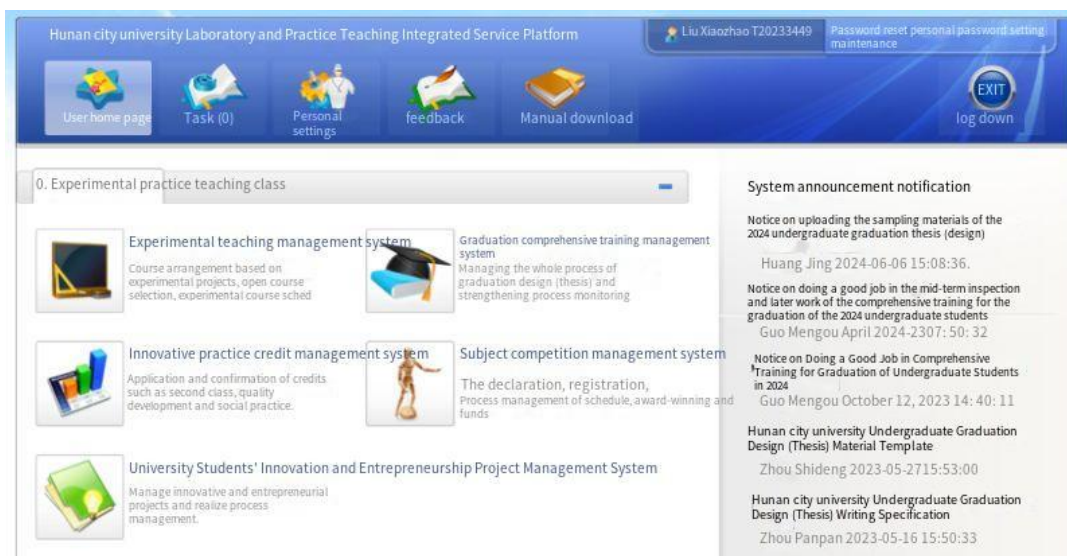 Hunan city university Laboratory and Practice Teaching Integrated Service Platform
Liu Xiaozhao T20233449
Password reset personal password setting
maintenance
User home page
Task (0)
Personal
settings
feedback
Manual download
EXIT
log down
0. Experimental practice teaching class
Experimental teaching management system
Course arrangement based on
experimental projects, open course
selection, experimental course sched
Graduation comprehensive training management
system
Managing the whole process of
graduation design (thesis) and
strengthening process monitoring
Innovative practice credit management system
Application and confirmation of credits
such as second class, quality
development and social practice.
Subject competition management system
The declaration, registration,
Process management of schedule, award-winning and
funds
University Students' Innovation and Entrepreneurship Project Management System
Manage innovative and entrepreneurial
projects and realize process
management.
System announcement notification
Notice on uploading the sampling materials of the
2024 undergraduate graduation thesis (design)
Huang Jing 2024-06-06 15:08:36.
Notice on doing a good job in the mid-term inspection
and later work of the comprehensive training for the
graduation of the 2024 undergraduate students
Guo Mengou April 2024-2307: 50: 32
Notice on Doing a Good Job in Comprehensive
Training for Graduation of Undergraduate Students
in 2024
Guo Mengou October 12, 2023 14: 40: 11
Hunan city university Undergraduate Graduation
Design (Thesis) Material Template
Zhou Shideng 2023-05-2715:53:00
Hunan city university Undergraduate Graduation
Design (Thesis) Writing Specification
Zhou Panpan 2023-05-16 15:50:33